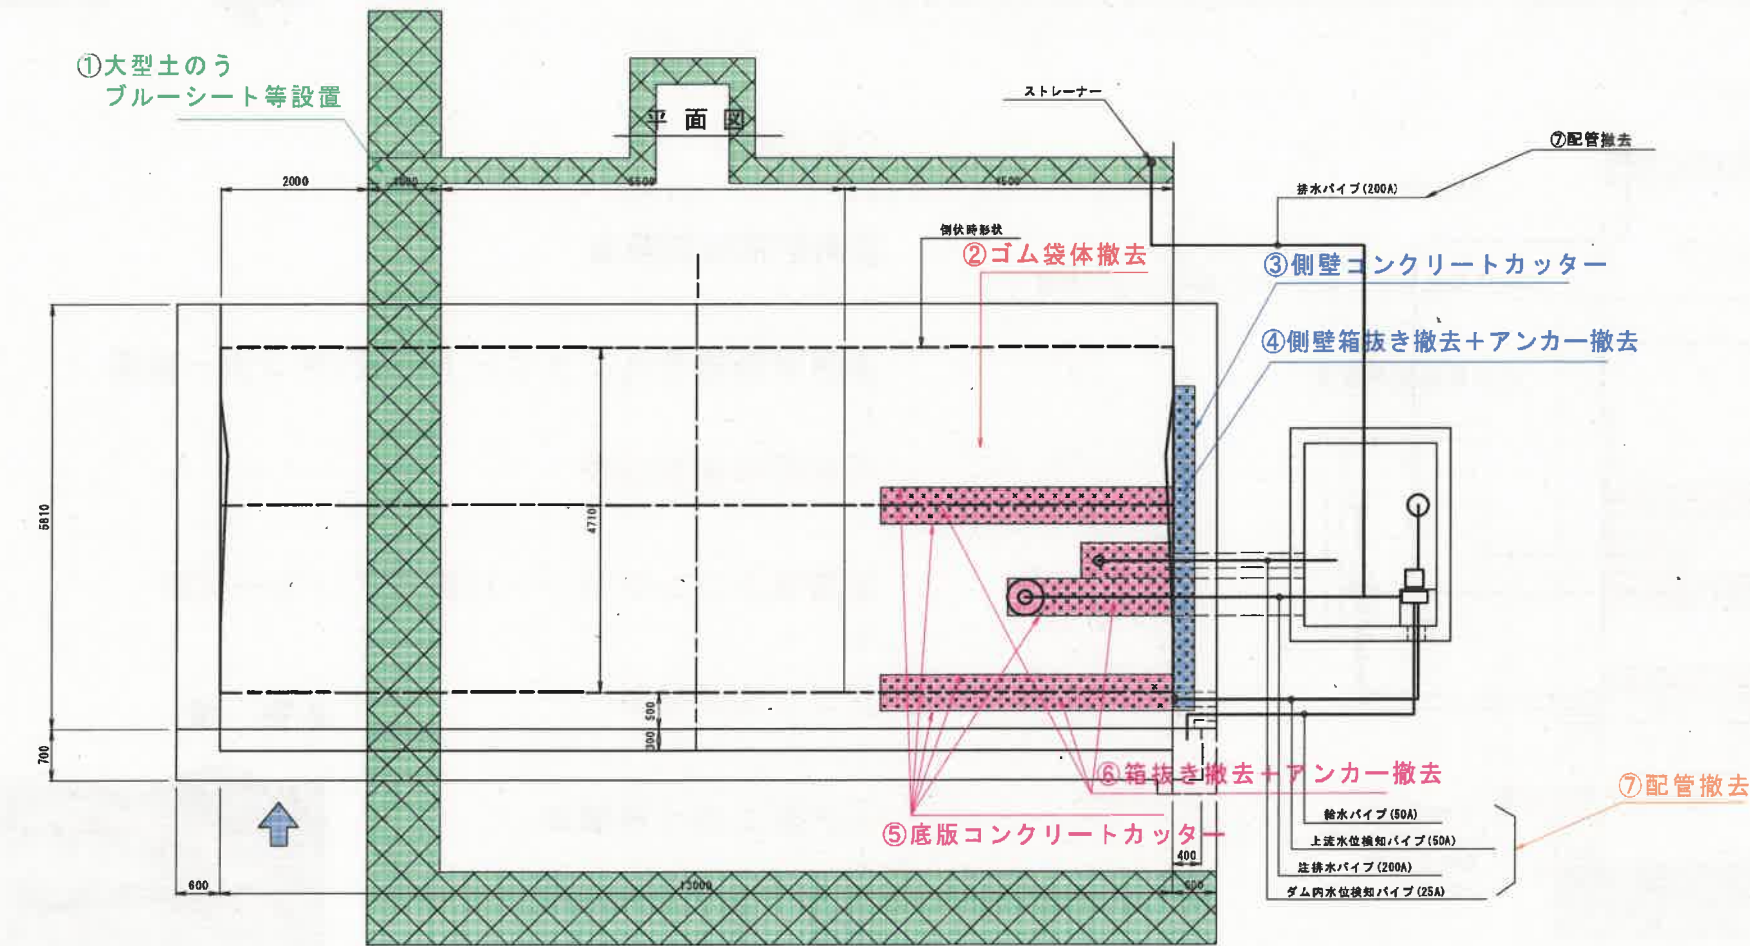 ①大型土のう
ブルーシート等設置
平面図
ストレーナー
⑦配管撤去
排水パイプ(200A)
2000
1000
6500
4500
倒伏時形状
②ゴム袋体撤去
③側壁コンクリートカッター
④側壁箱抜き撤去+アンカー撤去
5810
4710
500
300
700
⑥箱抜き撤去+アンカー撤去
⑦配管撤去
給水パイプ(50A)
⑤底版コンクリートカッター
上流水位検知パイプ(50A)
400
注排水パイプ(200A)
600
13000
600
ダム内水位検知パイプ(25A)